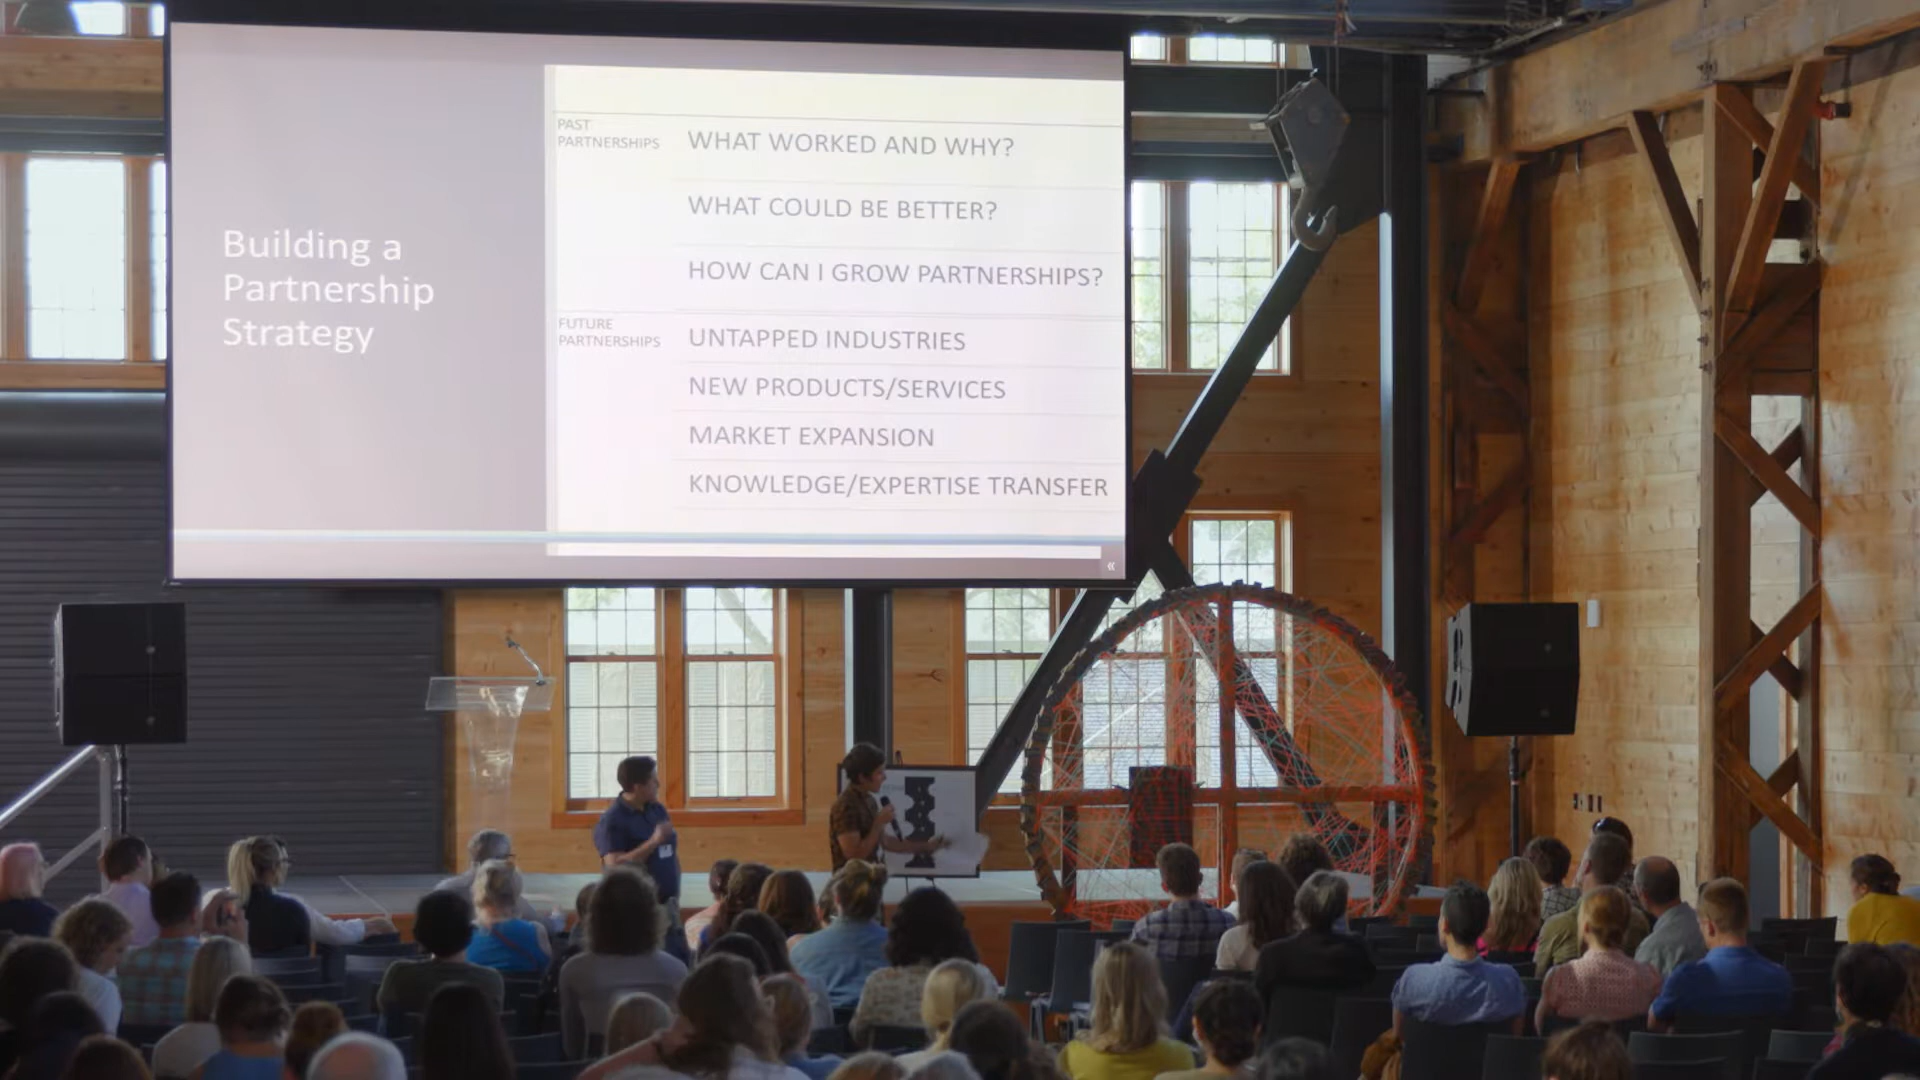 Building a
Partnership
Strategy
PAST
PARTNERSHIPS
WHAT WORKED AND WHY?
WHAT COULD BE BETTER?
HOW CAN I GROW PARTNERSHIPS?
FUTURE
PARTNERSHIPS
UNTAPPED INDUSTRIES
NEW PRODUCTS/SERVICES
MARKET EXPANSION
KNOWLEDGE/EXPERTISE TRANSFER
«